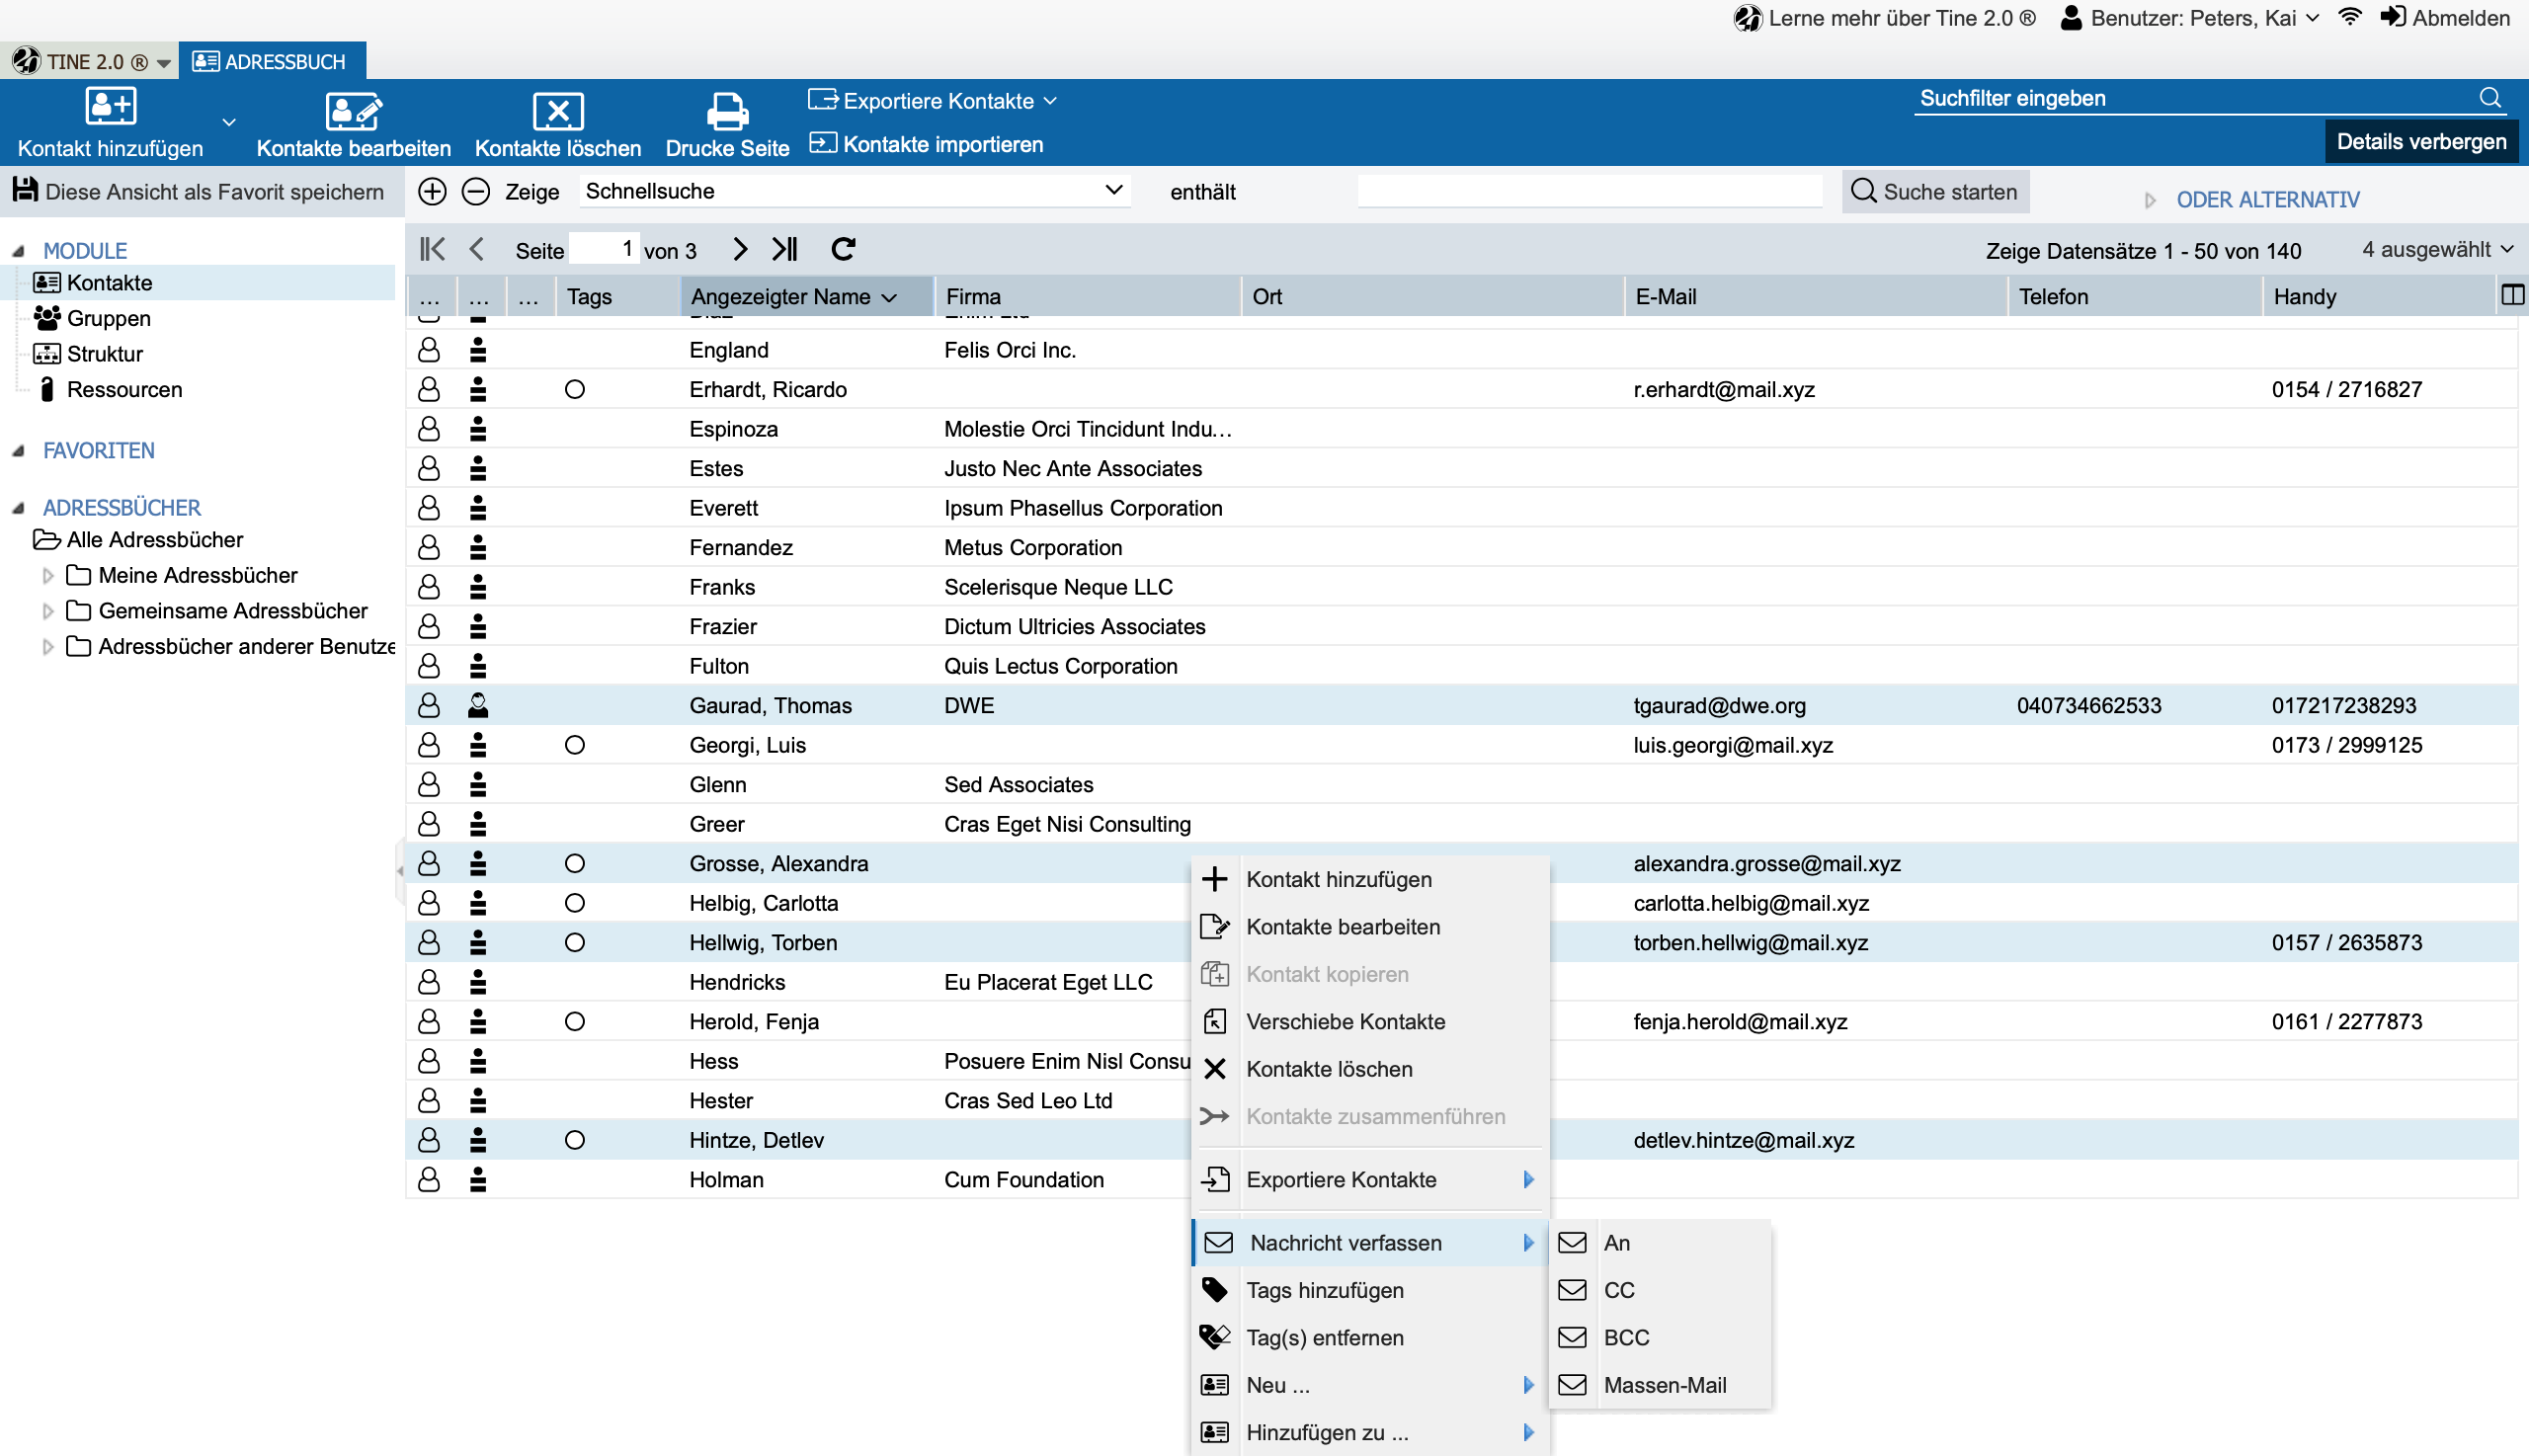 Lerne mehr über Tine 2.0 ® Benutzer: Peters, Kai Abmelden
TINE 2.0 ® ADRESSBUCH
Kontakt hinzufügen Kontakte bearbeiten Kontakte löschen Drucke Seite Exportiere Kontakte Kontakte importieren
Suchfilter eingeben
Details verbergen
Diese Ansicht als Favorit speichern
Zeige Schnellsuche enthält Suche starten ODER ALTERNATIV
MODULE
Kontakte
Gruppen
Struktur
Ressourcen
FAVORITEN
ADRESSBÜCHER
Alle Adressbücher
Meine Adressbücher
Gemeinsame Adressbücher
Adressbücher anderer Benutze
Seite 1 von 3 Zeige Datensätze 1 - 50 von 140 4 ausgewählt
... ... ... Tags Angezeigter Name Firma Ort E-Mail Telefon Handy
England Felis Orci Inc.
Erhardt, Ricardo r.erhardt@mail.xyz 0154 / 2716827
Espinoza Molestie Orci Tincidunt Indu...
Estes Justo Nec Ante Associates
Everett Ipsum Phasellus Corporation
Fernandez Metus Corporation
Franks Scelerisque Neque LLC
Frazier Dictum Ultricies Associates
Fulton Quis Lectus Corporation
Gaurad, Thomas DWE tgaurad@dwe.org 040734662533 017217238293
Georgi, Luis luis.georgi@mail.xyz 0173 / 2999125
Glenn Sed Associates
Greer Cras Eget Nisi Consulting
Grosse, Alexandra alexandra.grosse@mail.xyz
Helbig, Carlotta carlotta.helbig@mail.xyz
Hellwig, Torben torben.hellwig@mail.xyz 0157 / 2635873
Hendricks Eu Placerat Eget LLC
Herold, Fenja fenja.herold@mail.xyz 0161 / 2277873
Hess Posuere Enim Nisl Consu
Hester Cras Sed Leo Ltd
Hintze, Detlev detlev.hintze@mail.xyz
Holman Cum Foundation
Kontakt hinzufügen
Kontakte bearbeiten
Kontakt kopieren
Verschiebe Kontakte
Kontakte löschen
Kontakte zusammenführen
Exportiere Kontakte
Nachricht verfassen
Tags hinzufügen
Tag(s) entfernen
Neu ...
Hinzufügen zu ...
An
CC
BCC
Massen-Mail